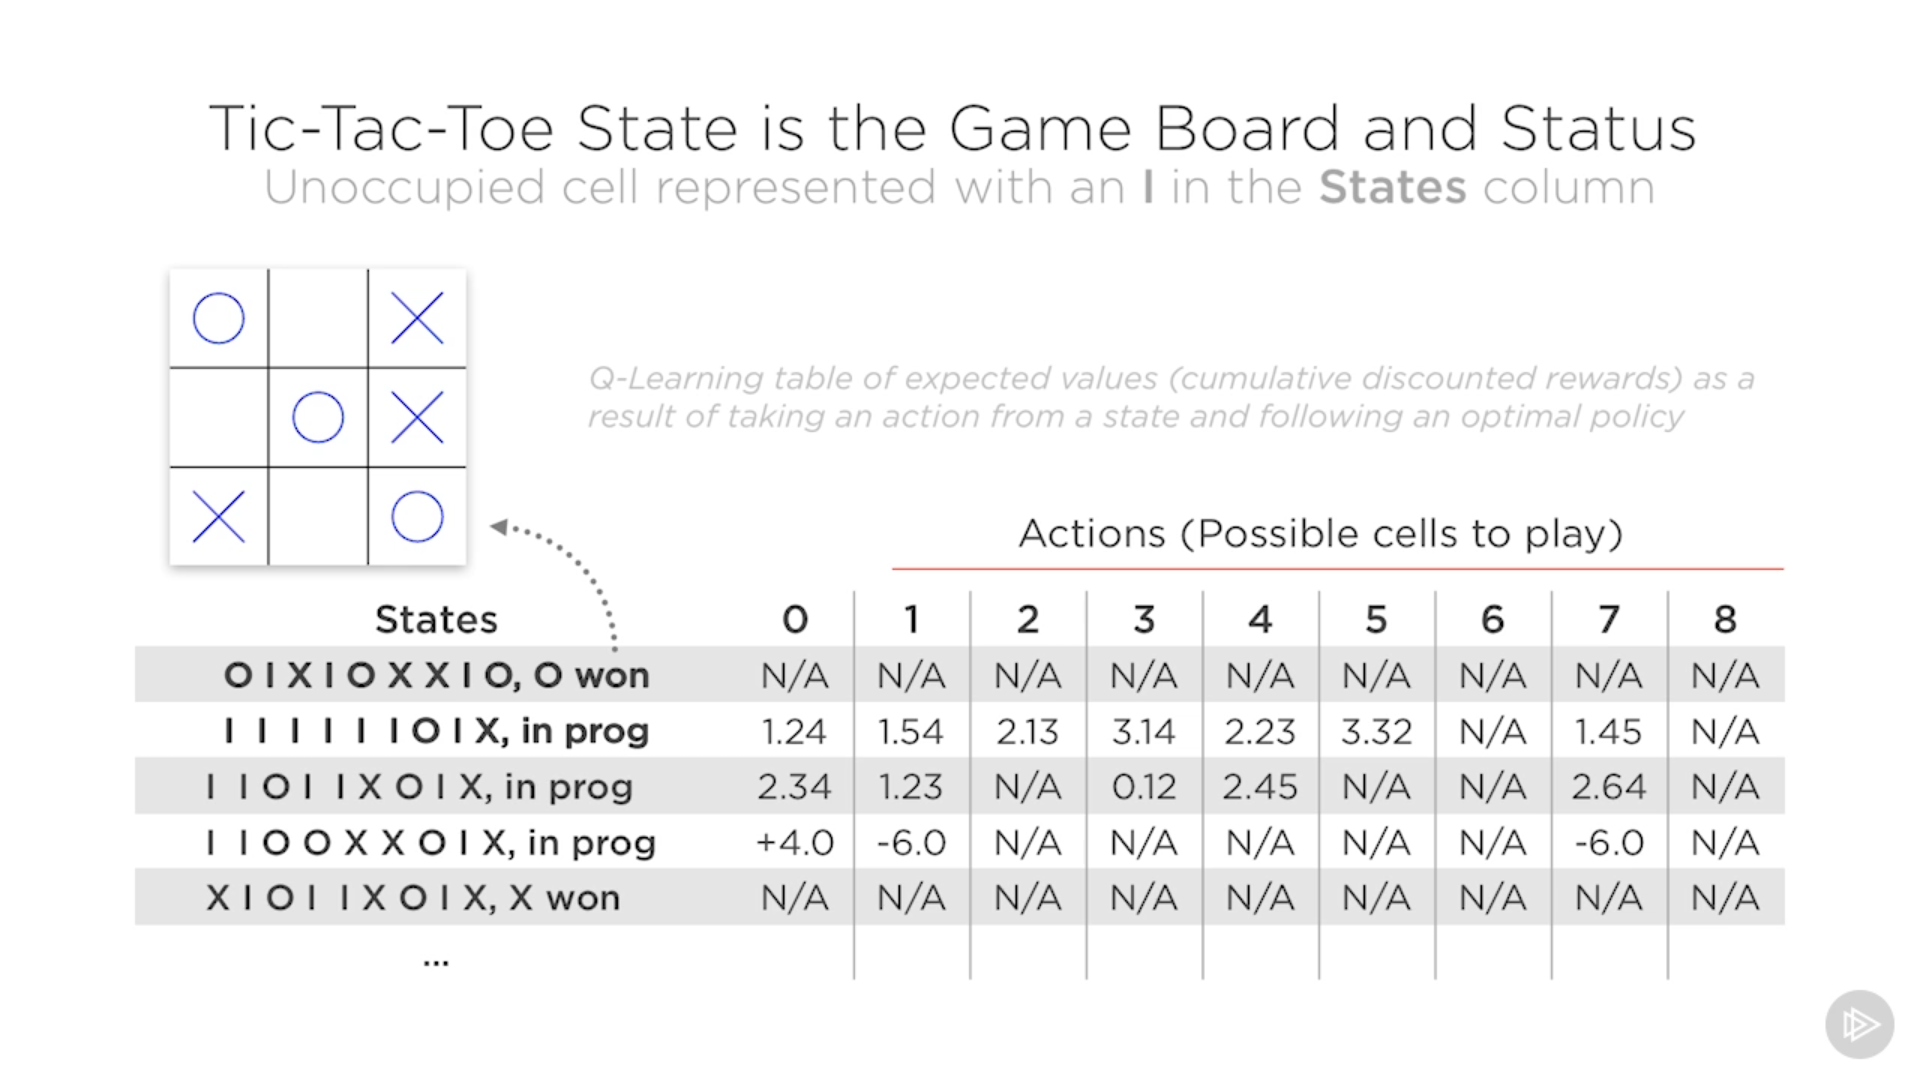 Tic-Tac-Toe State is the Game Board and Status
Unoccupied cell represented with an I in the States column
O X
O X
X O
Q-Learning table of expected values (cumulative discounted rewards) as a
result of taking an action from a state and following an optimal policy
Actions (Possible cells to play)
States 0 1 2 3 4 5 6 7 8
O I X I O X X I O, O won N/A N/A N/A N/A N/A N/A N/A N/A N/A
I I I I I I O I X, in prog 1.24 1.54 2.13 3.14 2.23 3.32 N/A 1.45 N/A
I I O I I X O I X, in prog 2.34 1.23 N/A 0.12 2.45 N/A N/A 2.64 N/A
I I O O X X O I X, in prog +4.0 -6.0 N/A N/A N/A N/A N/A -6.0 N/A
X I O I I X O I X, X won N/A N/A N/A N/A N/A N/A N/A N/A N/A
...